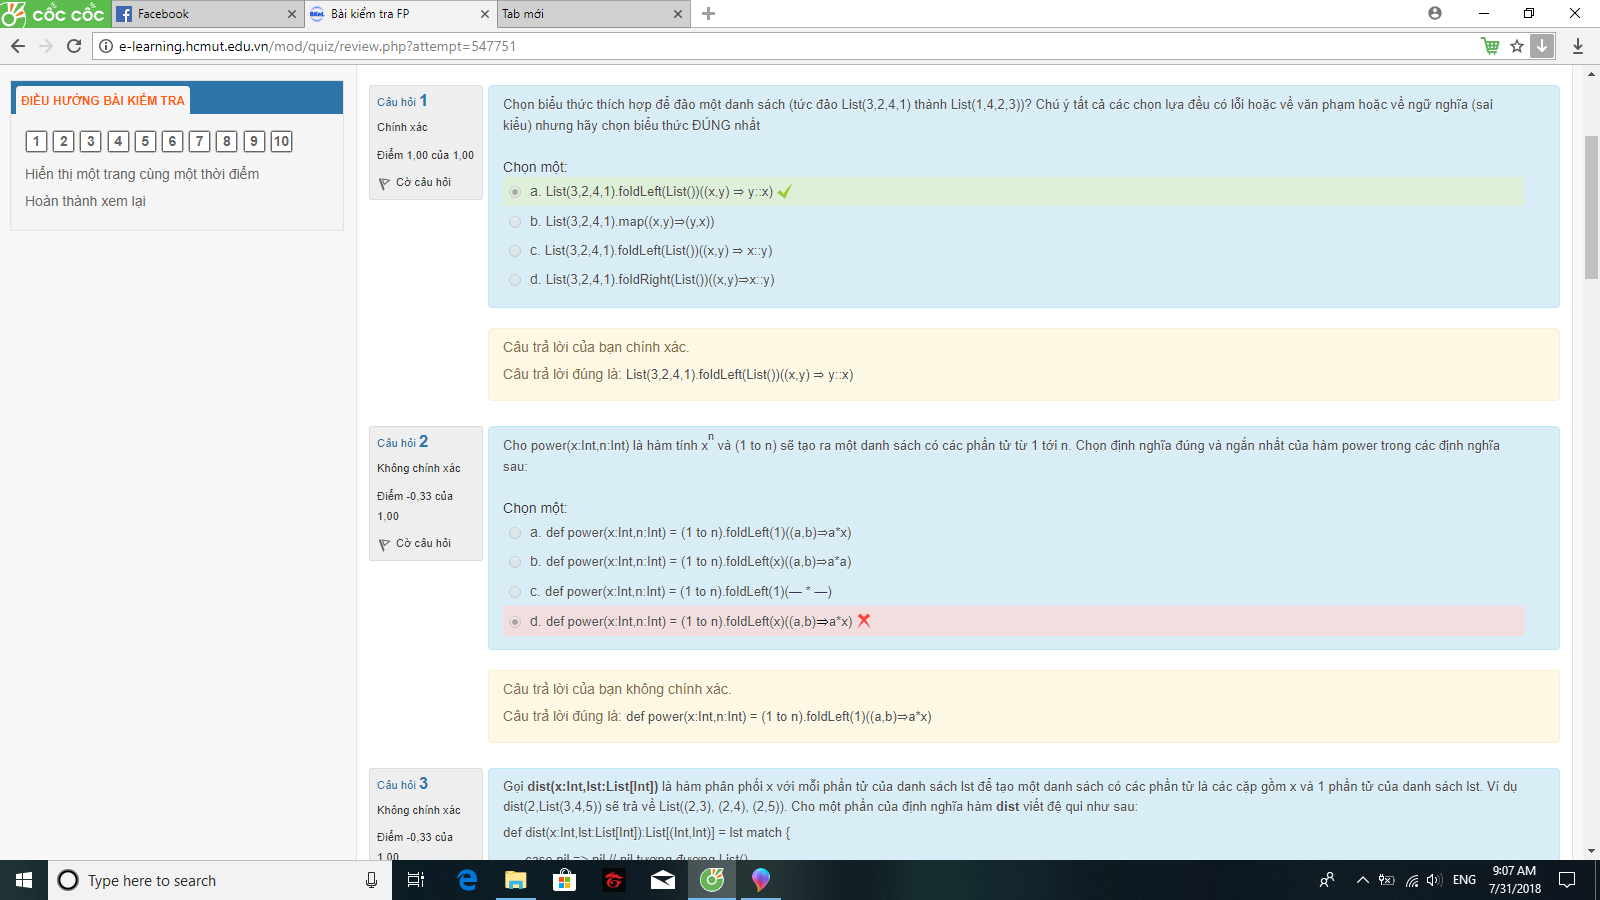 cốc cốc
Facebook
Bài kiểm tra FP
Tab mới
e-learning.hcmut.edu.vn/mod/quiz/review.php?attempt=547751
ĐIỀU HƯỚNG BÀI KIỂM TRA
1 2 3 4 5 6 7 8 9 10
Hiển thị một trang cùng một thời điểm
Hoàn thành xem lại
Câu hỏi 1
Chính xác
Điểm 1,00 của 1,00
Cờ câu hỏi
Chọn biểu thức thích hợp để đảo một danh sách (tức đảo List(3,2,4,1) thành List(1,4,2,3))? Chú ý tất cả các chọn lựa đều có lỗi hoặc về văn phạm hoặc về ngữ nghĩa (sai
kiểu) nhưng hãy chọn biểu thức ĐÚNG nhất
Chọn một:
a. List(3,2,4,1).foldLeft(List())((x,y) ⇒ y::x)
b. List(3,2,4,1).map((x,y)⇒(y,x))
c. List(3,2,4,1).foldLeft(List())((x,y) ⇒ x::y)
d. List(3,2,4,1).foldRight(List())((x,y)⇒x::y)
Câu trả lời của bạn chính xác.
Câu trả lời đúng là: List(3,2,4,1).foldLeft(List())((x,y) ⇒ y::x)
Câu hỏi 2
Không chính xác
Điểm -0,33 của
1,00
Cờ câu hỏi
Cho power(x:Int,n:Int) là hàm tính x^n và (1 to n) sẽ tạo ra một danh sách có các phần tử từ 1 tới n. Chọn định nghĩa đúng và ngắn nhất của hàm power trong các định nghĩa
sau:
Chọn một:
a. def power(x:Int,n:Int) = (1 to n).foldLeft(1)((a,b)⇒a*x)
b. def power(x:Int,n:Int) = (1 to n).foldLeft(x)((a,b)⇒a*a)
c. def power(x:Int,n:Int) = (1 to n).foldLeft(1)(— * —)
d. def power(x:Int,n:Int) = (1 to n).foldLeft(x)((a,b)⇒a*x)
Câu trả lời của bạn không chính xác.
Câu trả lời đúng là: def power(x:Int,n:Int) = (1 to n).foldLeft(1)((a,b)⇒a*x)
Câu hỏi 3
Không chính xác
Điểm -0,33 của
1,00
Gọi dist(x:Int,lst:List[Int]) là hàm phân phối x với mỗi phần tử của danh sách lst để tạo một danh sách có các phần tử là các cặp gồm x và 1 phần tử của danh sách lst. Ví dụ
dist(2,List(3,4,5)) sẽ trả về List((2,3), (2,4), (2,5)). Cho một phần của định nghĩa hàm dist viết đệ qui như sau:
def dist(x:Int,lst:List[Int]):List[(Int,Int)] = lst match {
case nil => nil // nil tương đương List()
Type here to search
ENG
9:07 AM
7/31/2018